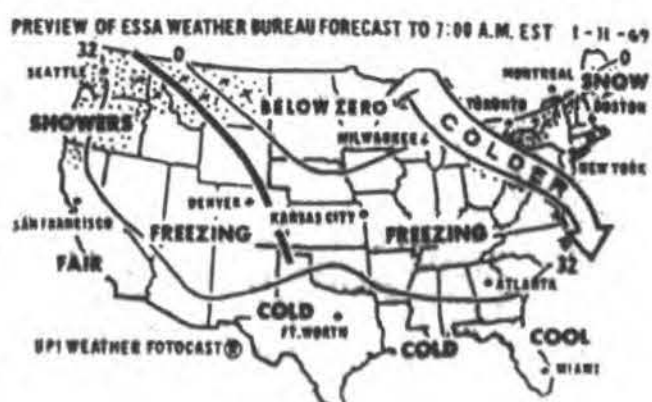 PREVIEW OF ESSA WEATHER BUREAU FORECAST TO 7:00 A.M. EST 1-11-69
32
0
0
SEATTLE
MONTREAL
SNOW
SHOWERS
BELOW ZERO
TORONTO
BOSTON
MILWAUKEE
COLDER
NEW YORK
DENVER
KANSAS CITY
SAN FRANCISCO
FREEZING
FREEZING
FAIR
32
ATLANTA
COLD
FT. WORTH
COLD
COOL
UPI WEATHER FOTOCAST®
MIAMI